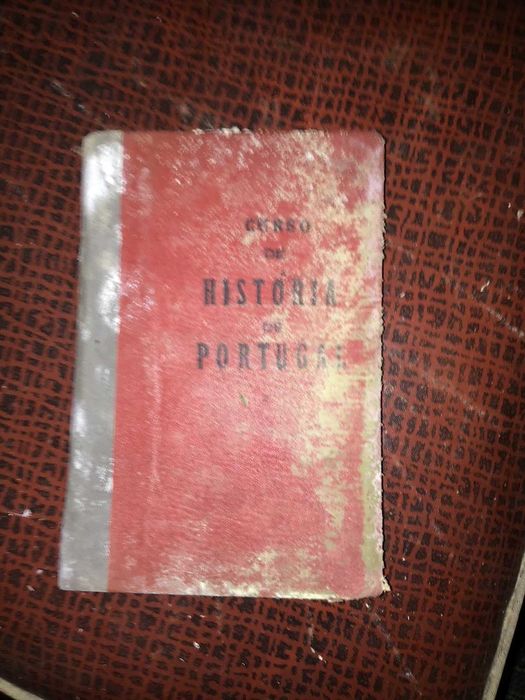 CURSO
DE
HISTÓRIA
DE
PORTUGAL